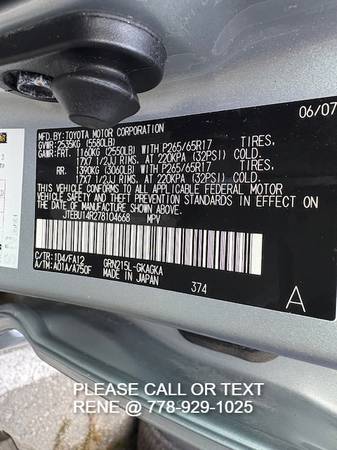 06/07
MFD.BY:TOYOTA MOTOR CORPORATION
GVWR:2535KG (5580LB)
GAWR:FRT. 1160KG (2550LB) P WITH P265/65R17 TIRES,
17X7 1/2JJ RIMS, AT 220KPA (32PSI) COLD.
RR. 1390KG (3060LB) P WITH P265/65R17 TIRES,
17X7 1/2JJ RIMS, AT 220KPA (32PSI) COLD.
THIS VEHICLE CONFORMS TO ALL APPLICABLE FEDERAL MOTOR
VEHICLE SAFETY AND THEFT PREVENTION STANDARDS IN EFFECT
ON THE DATE OF MANUFACTURE SHOWN ABOVE.
JTEBU14R278104668 MPV
C/TR:1D4/FA12 GRN215L-GKAGKA
A/TM:A01A/A750F MADE IN JAPAN 374
A
PLEASE CALL OR TEXT
RENE @ 778-929-1025